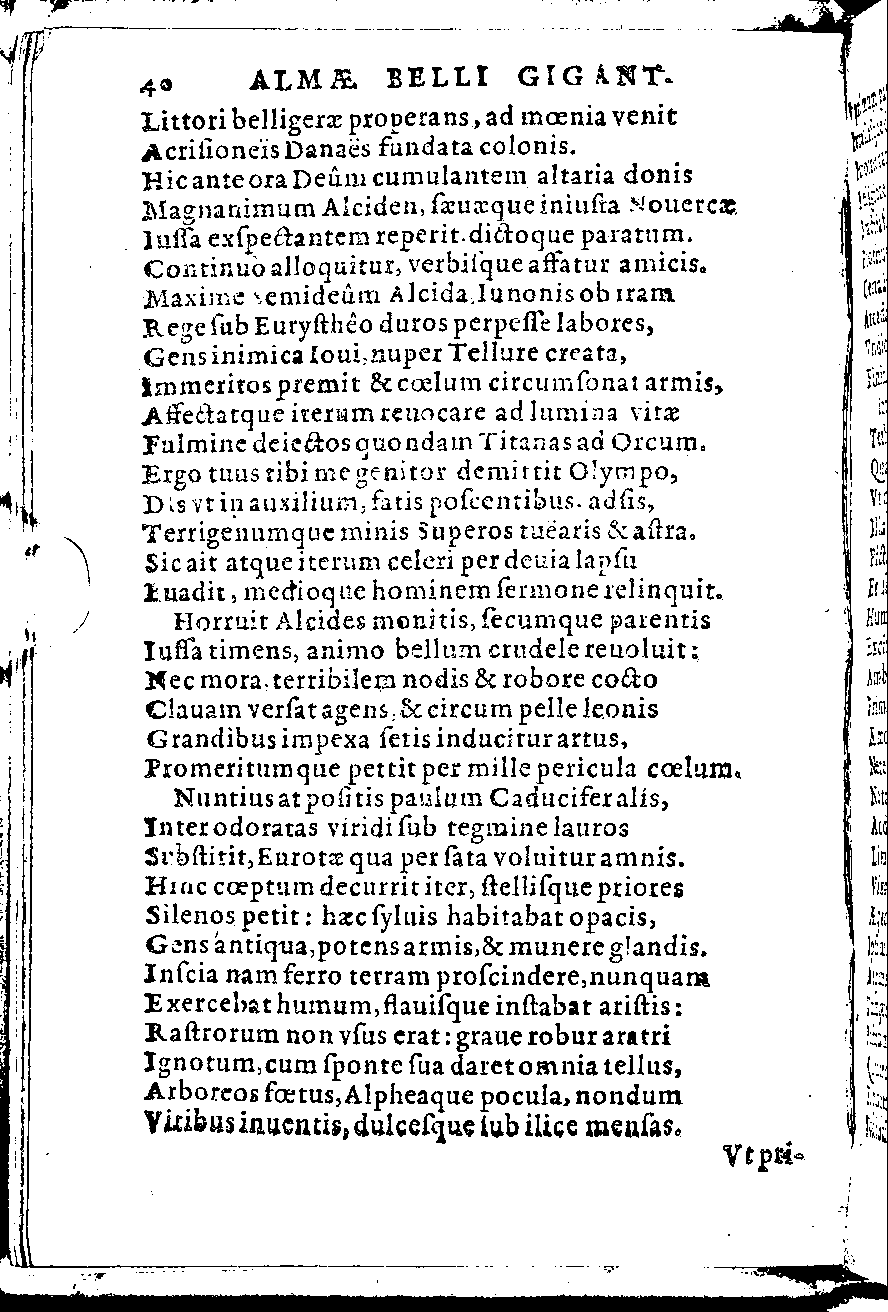 40 ALMÆ BELLI GIGANT.
Littori belligeræ properans, ad mœnia venit
Acriſioneïs Danaës fundata colonis.
Hic ante ora Deûm cumulantem altaria donis
Magnanimum Alciden, ſæuæque iniuſta Nouercæ
Iuſſa exſpectantem reperit. dictoque paratum.
Continuò alloquitur, verbiſque affatur amicis.
Maxime semideûm Alcida, Iunonis ob iram
Rege ſub Euryſthêo duros perpeſſe labores,
Gens inimica Ioui, nuper Tellure creata,
Immeritos premit & cœlum circumſonat armis,
Affectatque iterum reuocare ad lumina vitæ
Fulmine deiectos quondam Titanas ad Orcum.
Ergo tuus tibi me genitor demittit Olympo,
Dis vt in auxilium, fatis poſcentibus. adſis,
Terrigenumque minis Superos tuëaris & aſtra.
Sic ait atque iterum celeri per deuia lapſu
Euadit, medioque hominem ſermone relinquit.
Horruit Alcides monitis, ſecumque parentis
Iuſſa timens, animo bellum crudele reuoluit:
Nec mora, terribilem nodis & robore cocto
Clauam verſat agens, & circum pelle leonis
Grandibus impexa ſetis inducitur artus,
Promeritumque pettit per mille pericula cœlum.
Nuntius at poſitis paulum Caducifer alis,
Inter odoratas viridi ſub tegmine lauros
Subſtitit, Eurotæ qua per ſata voluitur amnis.
Hinc cœptum decurrit iter, ſtelliſque priores
Silenos petit: hæc ſyluis habitabat opacis,
Gens antiqua, potens armis, & munere glandis.
Inſcia nam ferro terram proſcindere, nunquam
Exercebat humum, flauiſque inſtabat ariſtis:
Raſtrorum non vſus erat: graue robur aratri
Ignotum, cum ſponte ſua daret omnia tellus,
Arboreos fœtus, Alpheaque pocula, nondum
Vitibus inuentis, dulceſque ſub ilice menſas.
Vt pri-